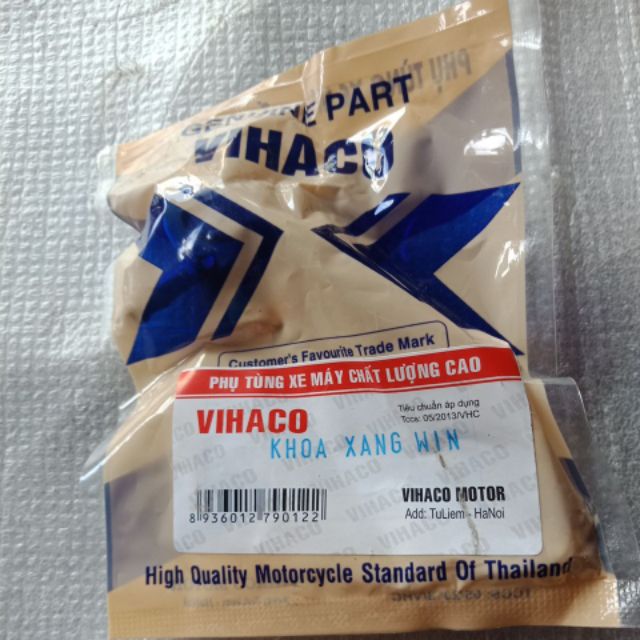 GENUINE PART
VIHACO
Customer's Favourite Trade Mark
PHỤ TÙNG XE MÁY CHẤT LƯỢNG CAO
VIHACO
Tiêu chuẩn áp dụng
Tccs: 05/2013/VHC
KHOA XANG WIN
8 936012 790122
VIHACO MOTOR
Add: TuLiem - HaNoi
High Quality Motorcycle Standard Of Thailand